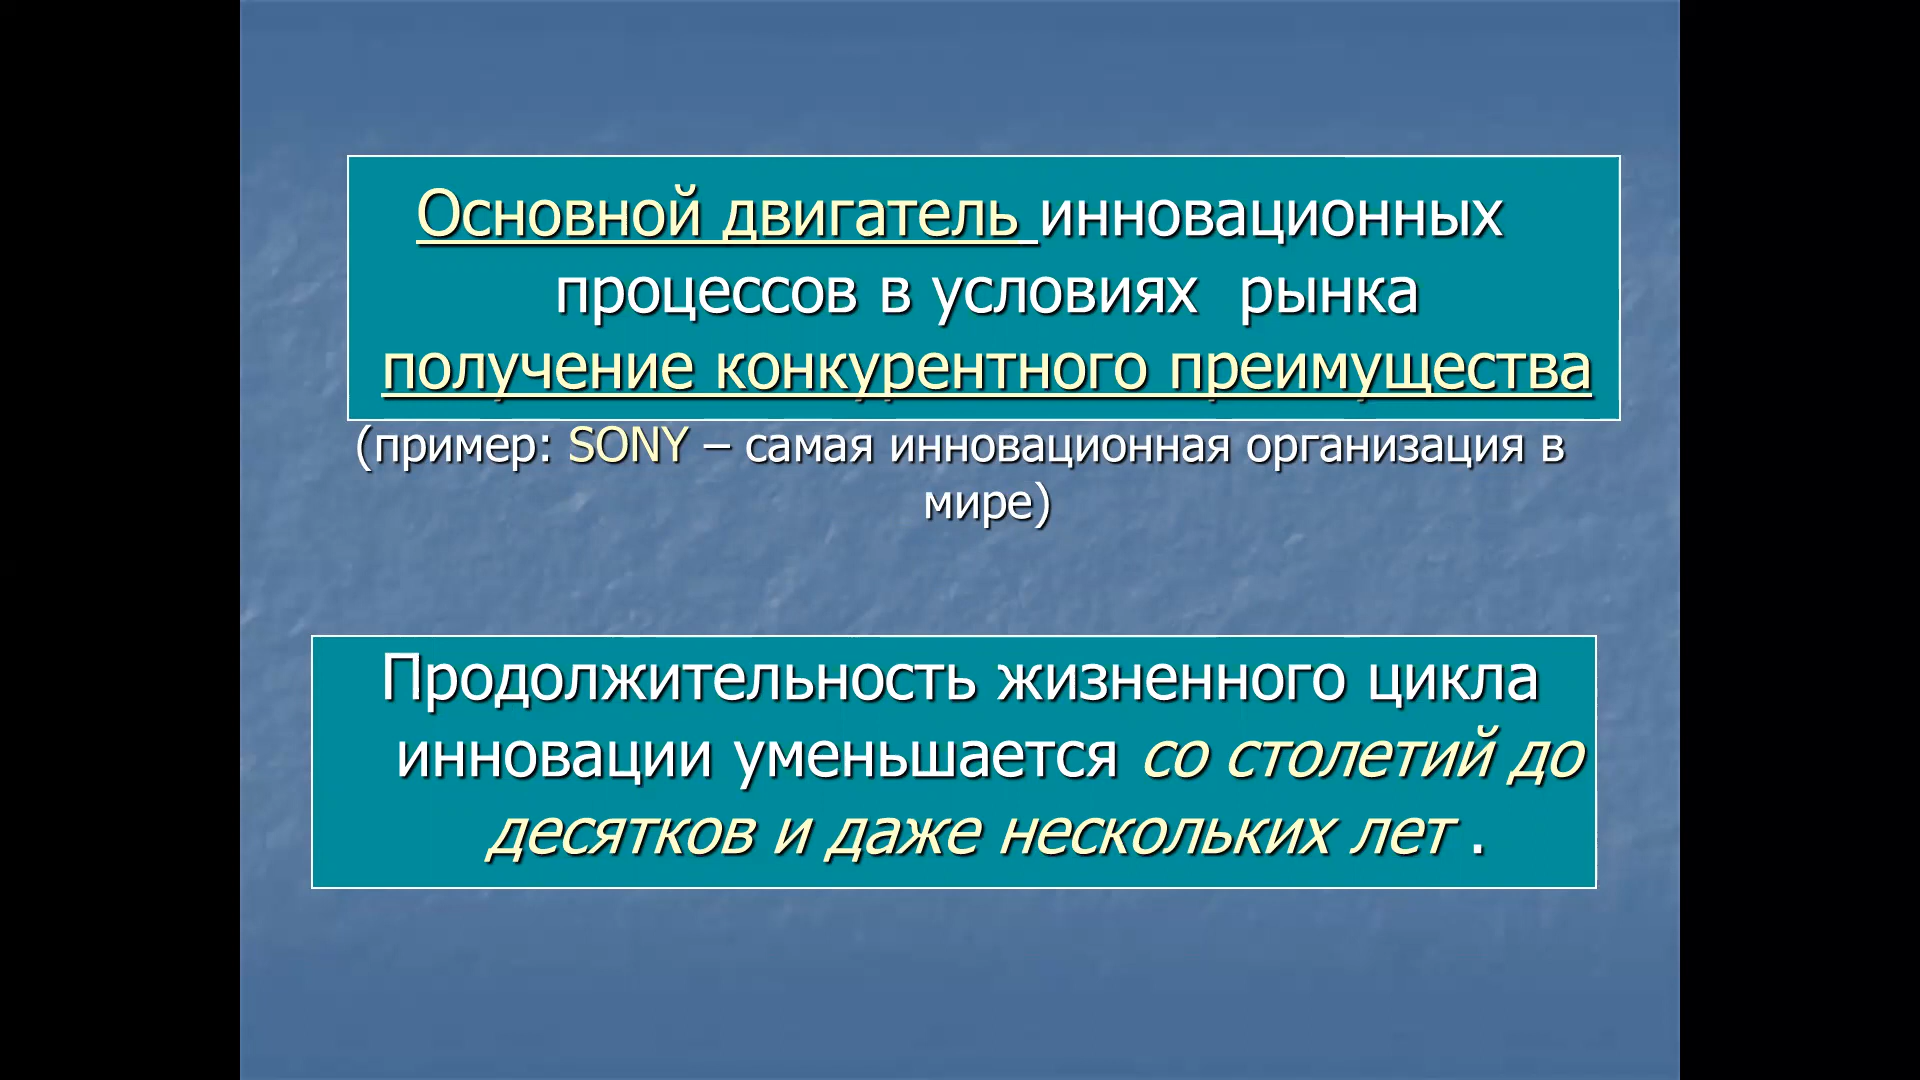 Основной двигатель инновационных
процессов в условиях рынка
получение конкурентного преимущества
(пример: SONY – самая инновационная организация в
мире)
Продолжительность жизненного цикла
инновации уменьшается со столетий до
десятков и даже нескольких лет .